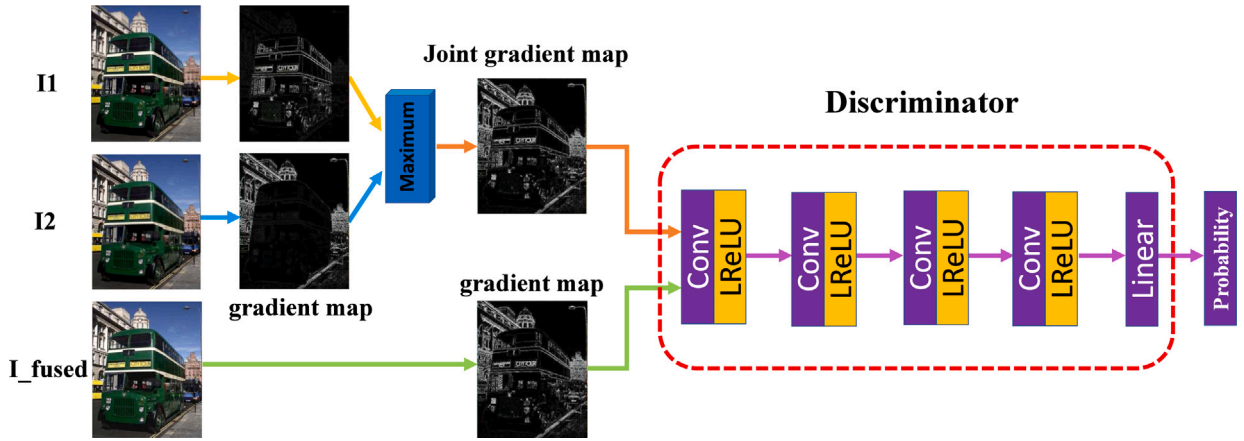 Joint gradient map
I1
Maximum
Discriminator
I2
gradient map
gradient map
I_fused
Conv
LReLU
Conv
LReLU
Conv
LReLU
Conv
LReLU
Linear
Probability